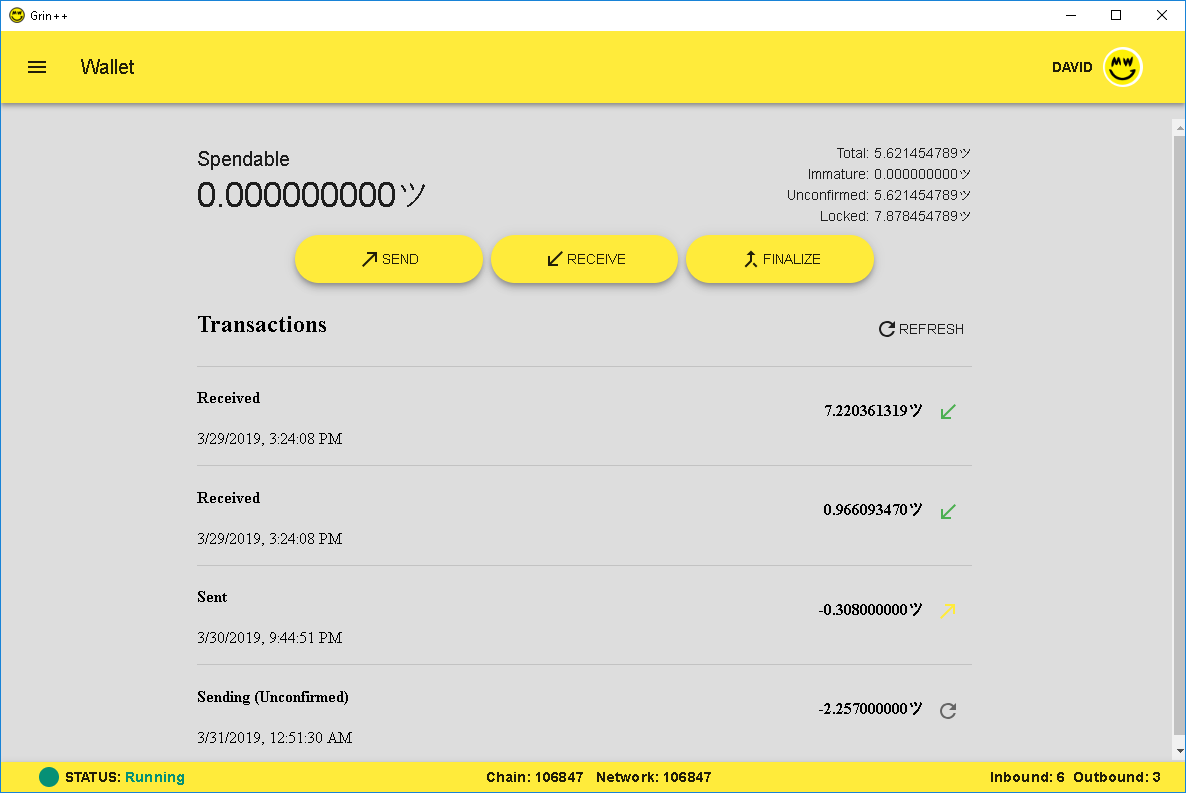 Grin++
Wallet
DAVID
Spendable
0.000000000ツ
Total: 5.621454789ツ
Immature: 0.000000000ツ
Unconfirmed: 5.621454789ツ
Locked: 7.878454789ツ
SEND
RECEIVE
FINALIZE
Transactions
REFRESH
Received
7.220361319ツ
3/29/2019, 3:24:08 PM
Received
0.966093470ツ
3/29/2019, 3:24:08 PM
Sent
-0.308000000ツ
3/30/2019, 9:44:51 PM
Sending (Unconfirmed)
-2.257000000ツ
3/31/2019, 12:51:30 AM
STATUS: Running
Chain: 106847 Network: 106847
Inbound: 6 Outbound: 3